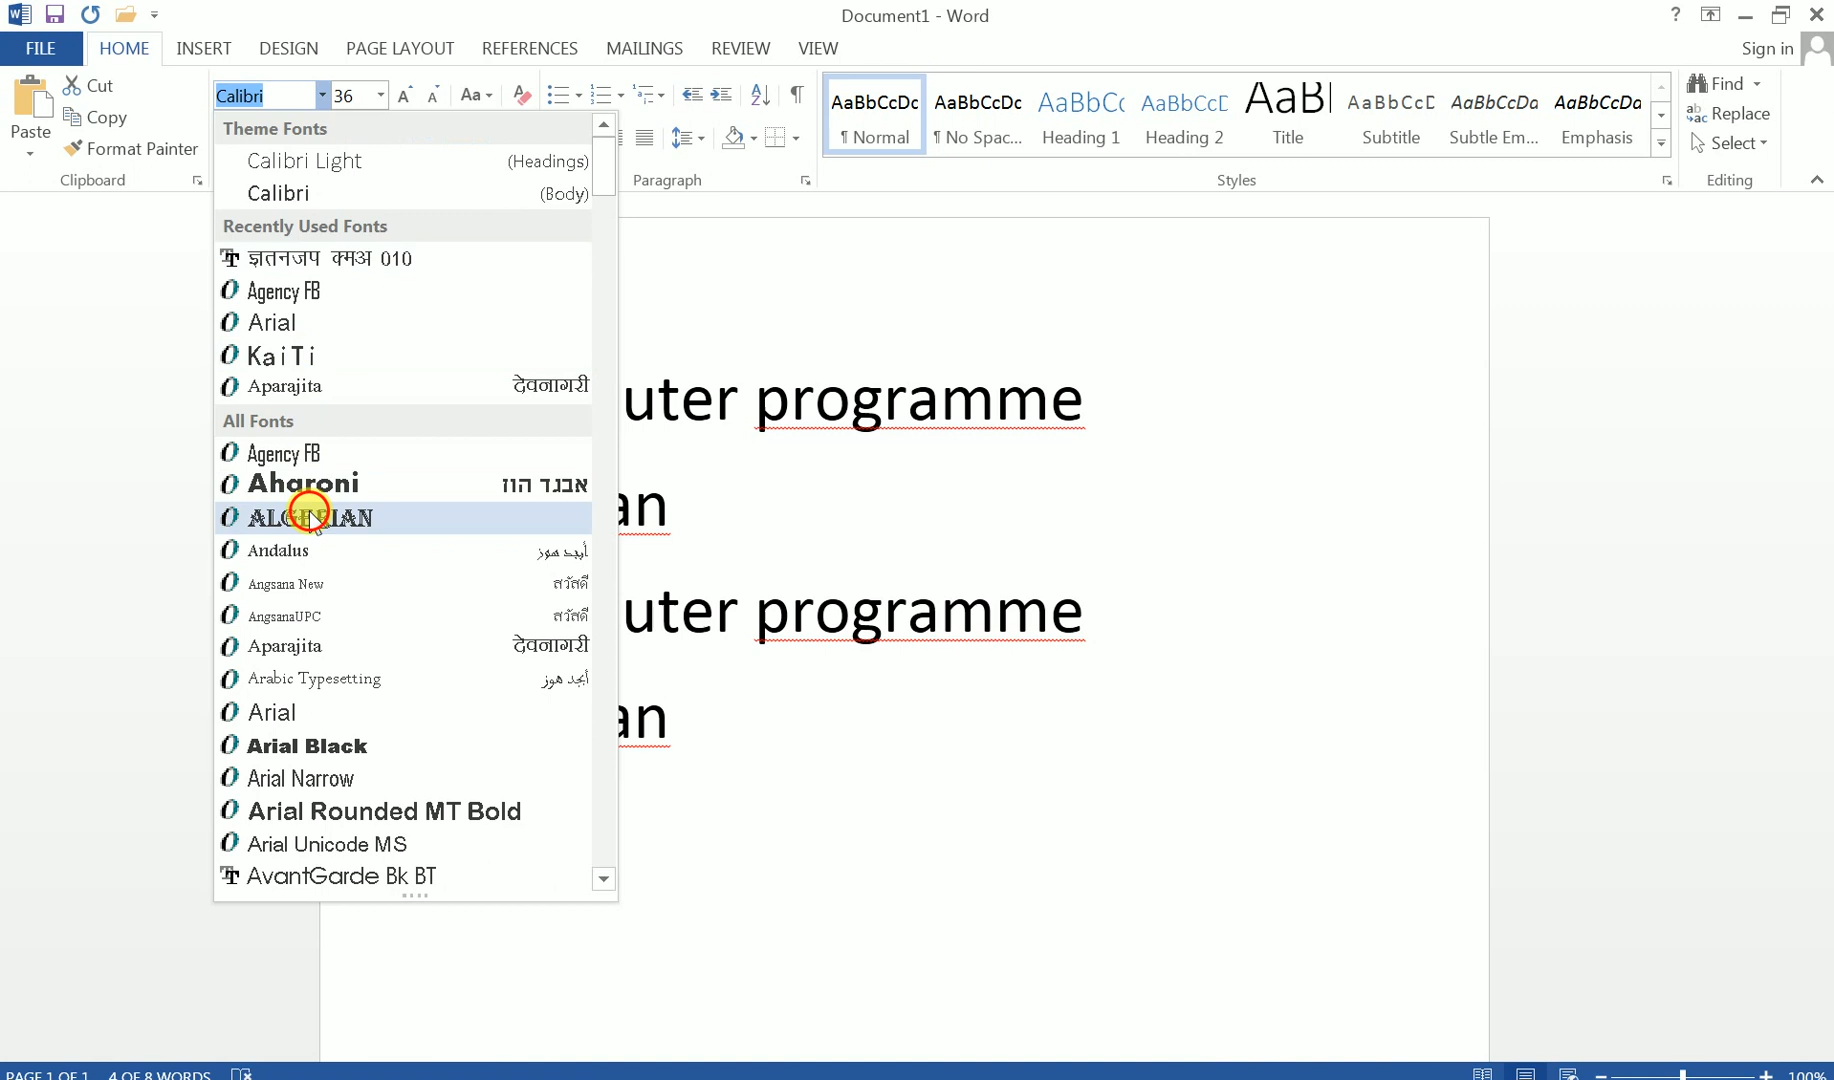 Document1 - Word
?
FILE HOME INSERT DESIGN PAGE LAYOUT REFERENCES MAILINGS REVIEW VIEW
Sign in
Paste
Cut
Copy
Format Painter
Clipboard
Calibri 36 Aa
Paragraph
AaBbCcDc AaBbCcDc AaBbCc AaBbCcD AaB AaBbCcD AaBbCcDa AaBbCcDa
¶ Normal ¶ No Spac... Heading 1 Heading 2 Title Subtitle Subtle Em... Emphasis
Styles
Find
Replace
Select
Editing
Theme Fonts
Calibri Light (Headings)
Calibri (Body)
Recently Used Fonts
ज्ञतनजप क्मअ 010
Agency FB
Arial
KaiTi
Aparajita देवनागरी
All Fonts
Agency FB
Aharoni אבגד הוז
ALGERIAN
Andalus أبجد هوز
Angsana New สวัสดี
AngsanaUPC สวัสดี
Aparajita देवनागरी
Arabic Typesetting أبجد هوز
Arial
Arial Black
Arial Narrow
Arial Rounded MT Bold
Arial Unicode MS
AvantGarde Bk BT
uter programme
an
uter programme
an
PAGE 1 OF 1 4 OF 8 WORDS
100%